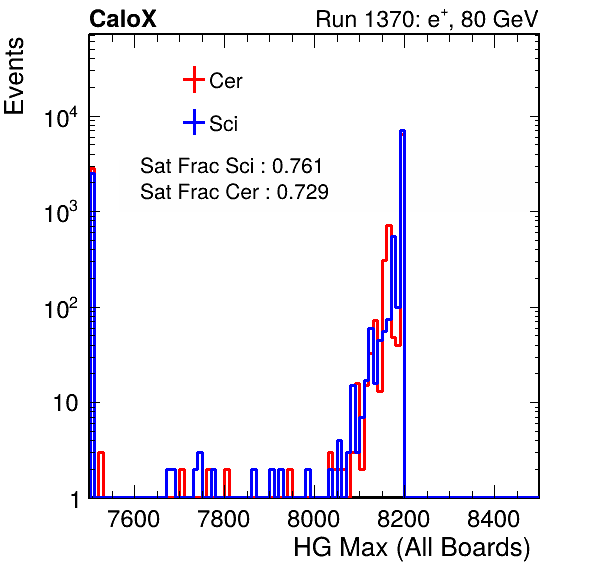 CaloX
Run 1370: e⁺, 80 GeV
Events
Cer
Sci
Sat Frac Sci : 0.761
Sat Frac Cer : 0.729
10⁴
10³
10²
10
1
7600 7800 8000 8200 8400
HG Max (All Boards)